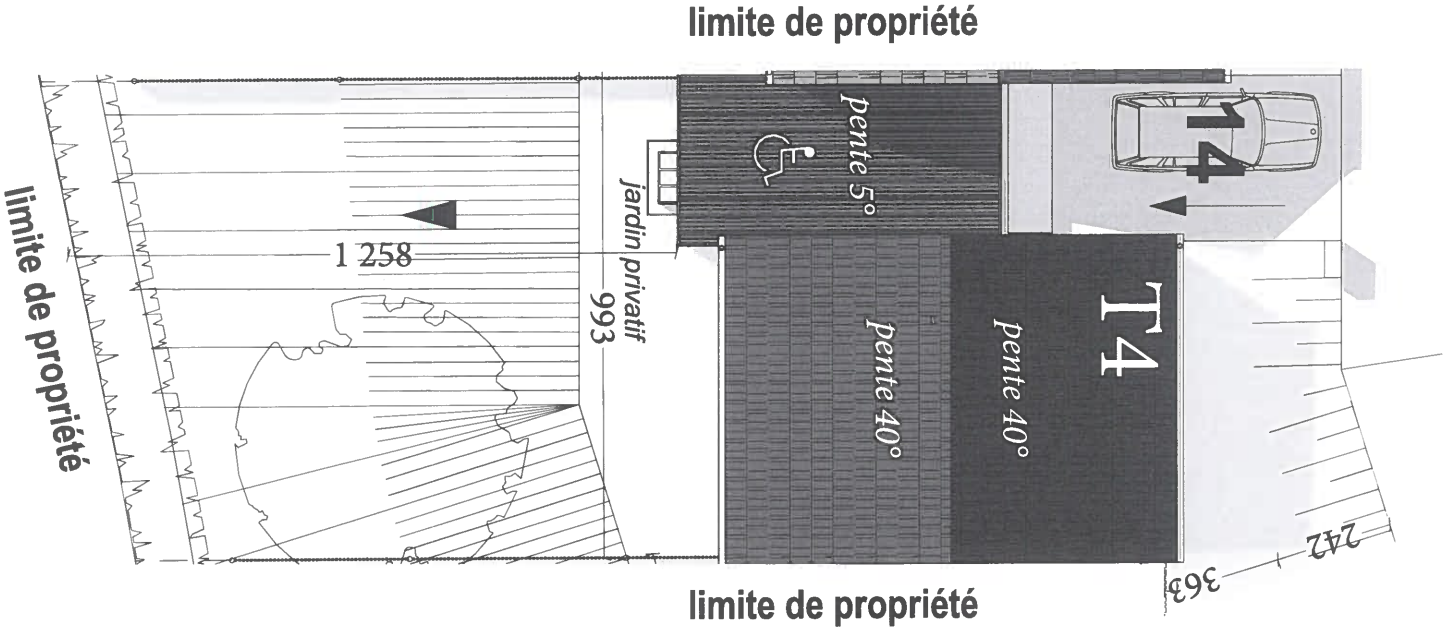 limite de propriété
pente 5°
14
limite de propriété
jardin privatif
1 258
993
T4
pente 40°
pente 40°
242
363
limite de propriété